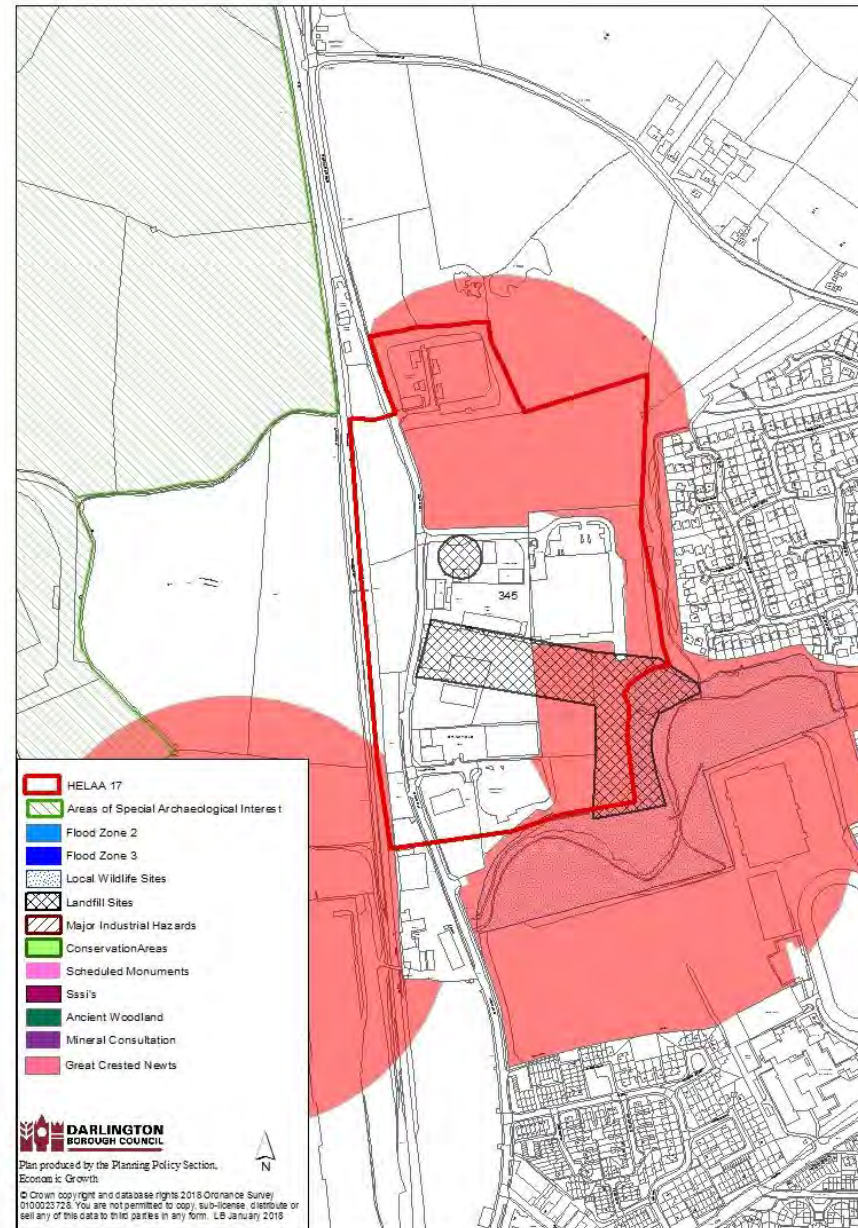 345
HELAA 17
Areas of Special Archaeological Interest
Flood Zone 2
Flood Zone 3
Local Wildlife Sites
Landfill Sites
Major Industrial Hazards
ConservationAreas
Scheduled Monuments
Sssi's
Ancient Woodland
Mineral Consultation
Great Crested Newts
DARLINGTON
BOROUGH COUNCIL
N
Plan produced by the Planning Policy Section,
Economic Growth
© Crown copyright and database rights 2018 Ordnance Survey
0100023728. You are not permitted to copy, sub-license, distribute or
sell any of this data to third parties in any form. LB January 2018